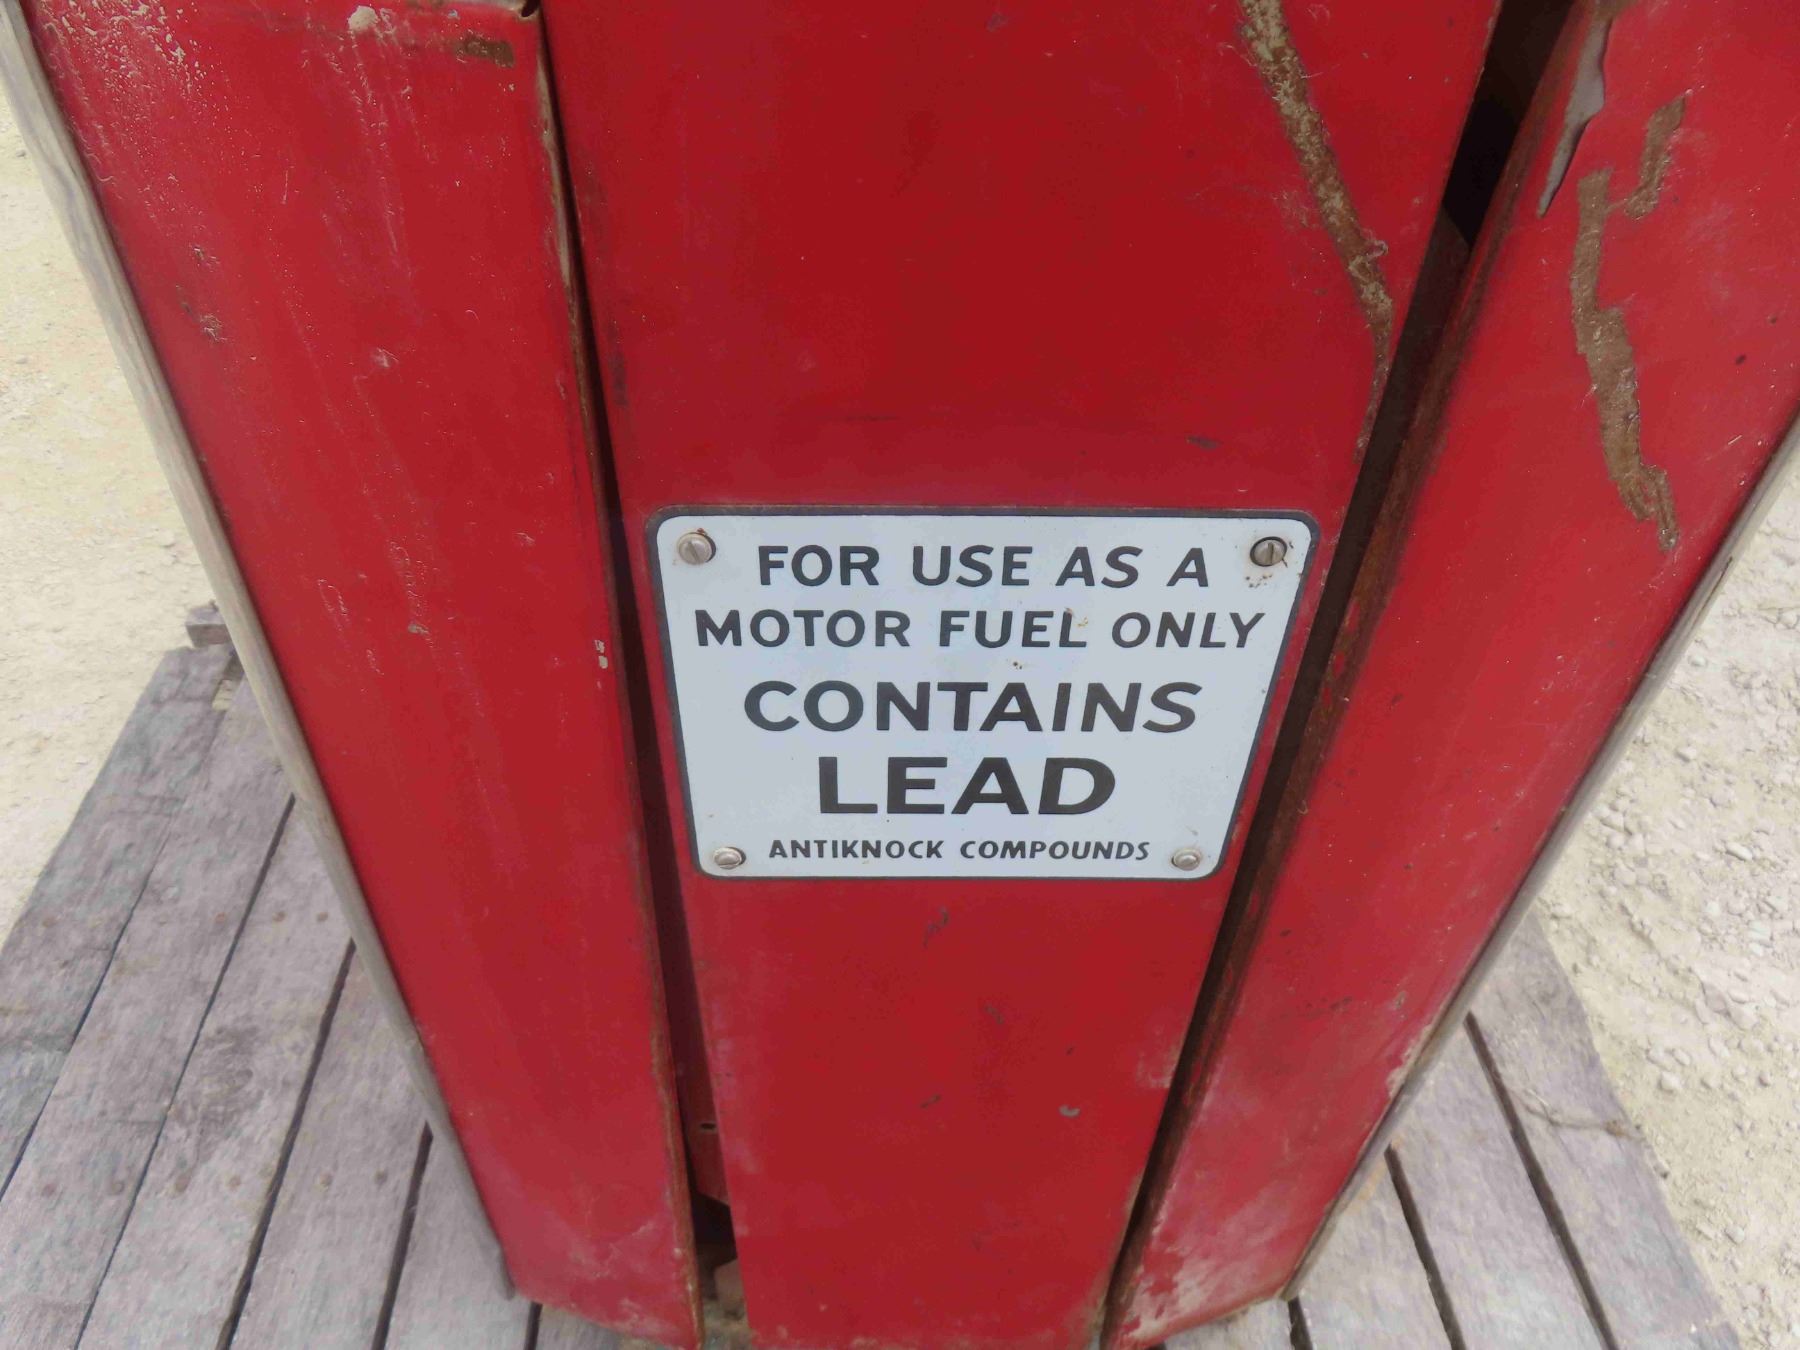 FOR USE AS A
MOTOR FUEL ONLY
CONTAINS
LEAD
ANTIKNOCK COMPOUNDS